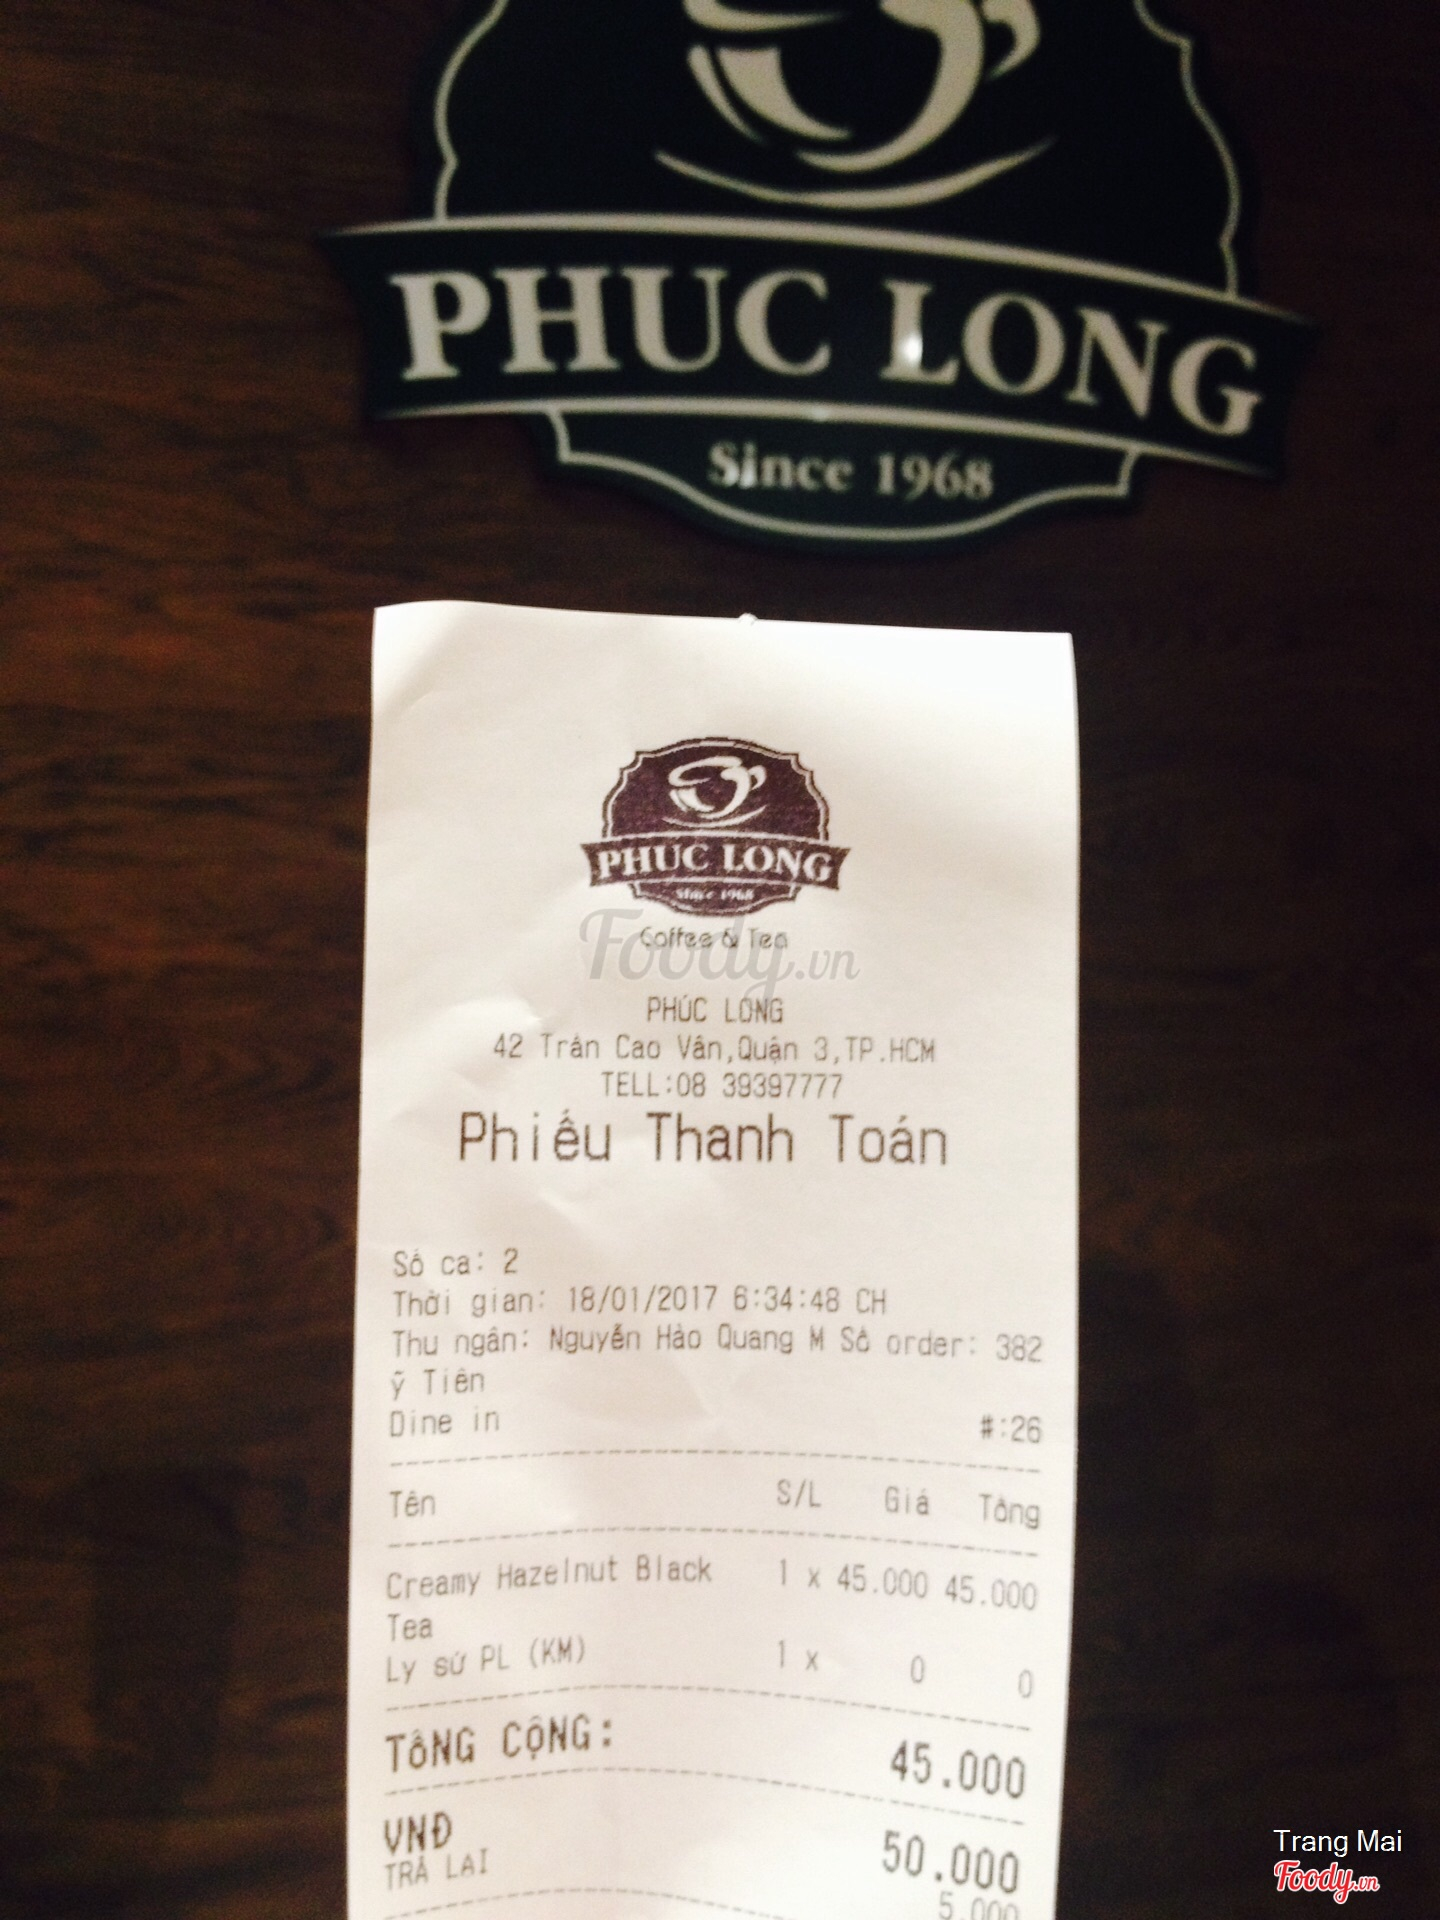 PHUC LONG
Since 1968
PHUC LONG
Since 1968
Coffee & Tea
Foody.vn
PHÚC LONG
42 Trần Cao Vân,Quận 3,TP.HCM
TELL:08 39397777
Phiếu Thanh Toán
Số ca: 2
Thời gian: 18/01/2017 6:34:48 CH
Thu ngân: Nguyễn Hào Quang M Số order: 382
ỹ Tiên
Dine in #:26
Tên S/L Giá Tổng
Creamy Hazelnut Black 1 x 45.000 45.000
Tea
Ly sứ PL (KM) 1 x 0 0
TỔNG CỘNG: 45.000
VNĐ 50.000
TRẢ LẠI 5.000
Trang Mai
Foody.vn